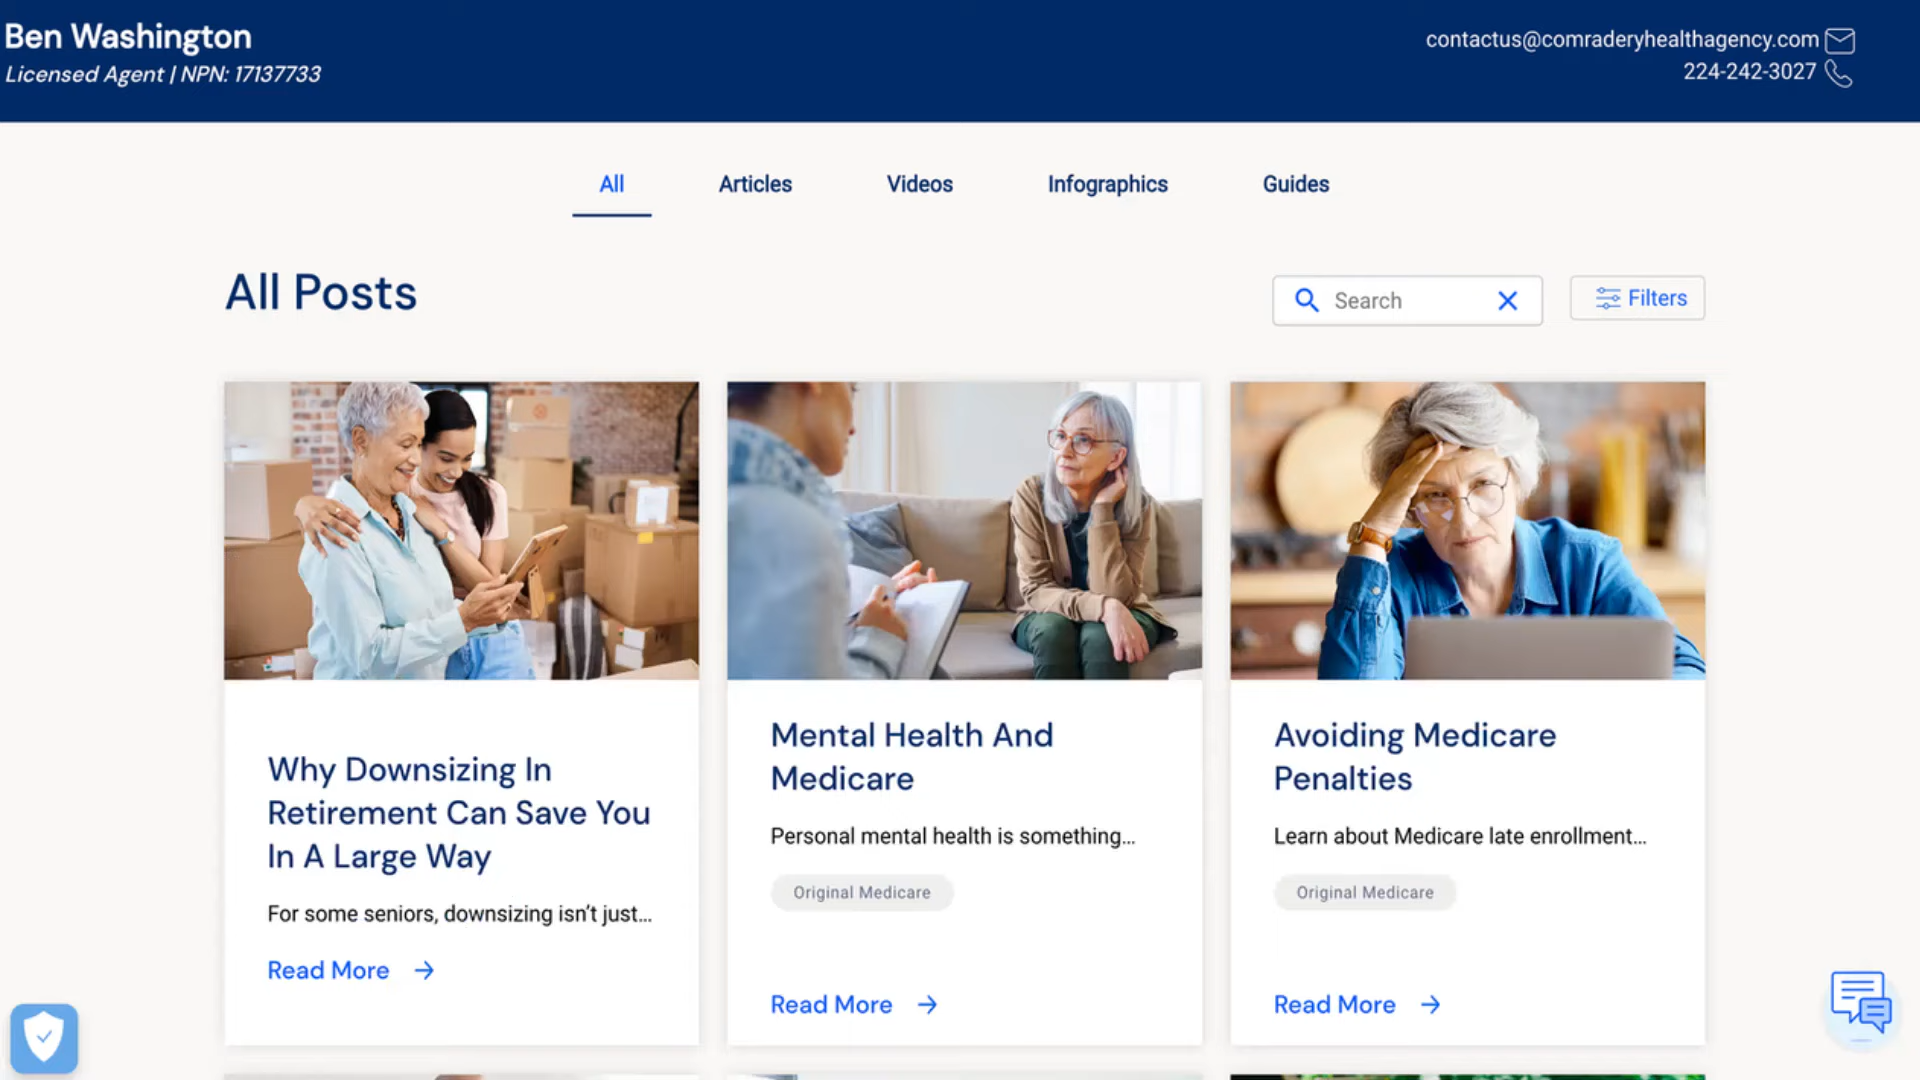 Ben Washington
Licensed Agent | NPN: 17137733
contactus@comraderyhealthagency.com
224-242-3027
All
Articles
Videos
Infographics
Guides
All Posts
Search
Filters
Why Downsizing In
Retirement Can Save You
In A Large Way
For some seniors, downsizing isn’t just...
Read More
Mental Health And
Medicare
Personal mental health is something...
Original Medicare
Read More
Avoiding Medicare
Penalties
Learn about Medicare late enrollment...
Original Medicare
Read More